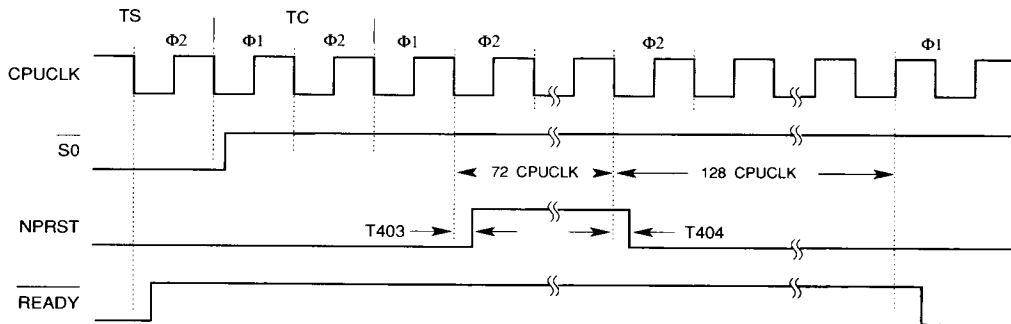 TS TC
Φ2 Φ1 Φ2 Φ1 Φ2 Φ2 Φ1
CPUCLK
S0
72 CPUCLK 128 CPUCLK
NPRST T403 T404
READY